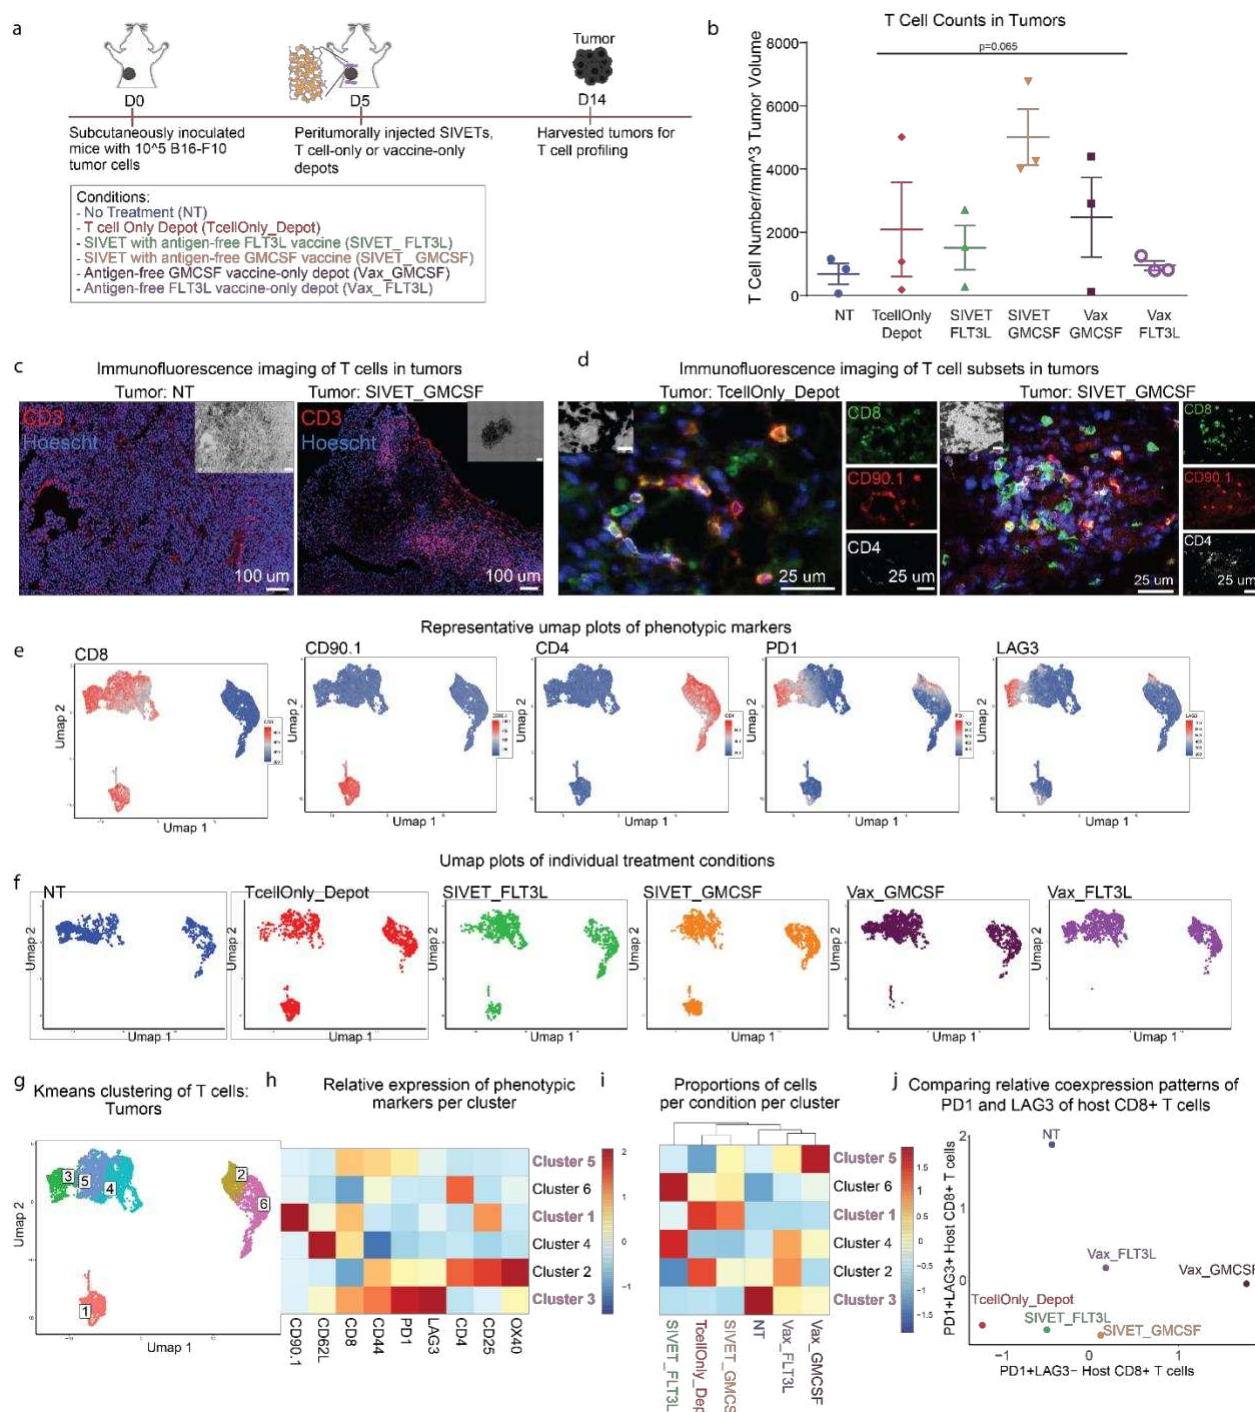 a
Tumor
D0
D5
D14
Subcutaneously inoculated
mice with 10^5 B16-F10
tumor cells
Peritumorally injected SIVETs,
T cell-only or vaccine-only
depots
Harvested tumors for
T cell profiling
Conditions:
- No Treatment (NT)
- T cell Only Depot (TcellOnly_Depot)
- SIVET with antigen-free FLT3L vaccine (SIVET_ FLT3L)
- SIVET with antigen-free GMCSF vaccine (SIVET_ GMCSF)
- Antigen-free GMCSF vaccine-only depot (Vax_GMCSF)
- Antigen-free FLT3L vaccine-only depot (Vax_ FLT3L)
b
T Cell Counts in Tumors
T Cell Number/mm^3 Tumor Volume
8000
6000
4000
2000
0
p=0.065
NT
TcellOnly
Depot
SIVET
FLT3L
SIVET
GMCSF
Vax
GMCSF
Vax
FLT3L
c
Immunofluorescence imaging of T cells in tumors
Tumor: NT
Tumor: SIVET_GMCSF
CD3
Hoescht
100 um
CD3
Hoescht
100 um
d
Immunofluorescence imaging of T cell subsets in tumors
Tumor: TcellOnly_Depot
Tumor: SIVET_GMCSF
25 um
CD8
CD90.1
CD4
25 um
25 um
CD8
CD90.1
CD4
25 um
e
Representative umap plots of phenotypic markers
CD8
CD90.1
CD4
PD1
LAG3
Umap 2
Umap 1
Umap 2
Umap 1
Umap 2
Umap 1
Umap 2
Umap 1
Umap 2
Umap 1
f
Umap plots of individual treatment conditions
NT
TcellOnly_Depot
SIVET_FLT3L
SIVET_GMCSF
Vax_GMCSF
Vax_FLT3L
Umap 2
Umap 1
Umap 2
Umap 1
Umap 2
Umap 1
Umap 2
Umap 1
Umap 2
Umap 1
Umap 2
Umap 1
g
Kmeans clustering of T cells:
Tumors
3
5
4
2
6
1
Umap 2
Umap 1
h
Relative expression of phenotypic
markers per cluster
Cluster 5
Cluster 6
Cluster 1
Cluster 4
Cluster 2
Cluster 3
CD90.1
CD62L
CD8
CD44
PD1
LAG3
CD4
CD25
OX40
2
1
0
−1
i
Proportions of cells
per condition per cluster
Cluster 5
Cluster 6
Cluster 1
Cluster 4
Cluster 2
Cluster 3
SIVET_FLT3L
TcellOnly_Dep
SIVET_GMC
NT
Vax_FLT3L
Vax_GMCSF
1.5
1
0.5
0
−0.5
−1
−1.5
j
Comparing relative coexpression patterns of
PD1 and LAG3 of host CD8+ T cells
PD1+LAG3+ Host CD8+ T cells
2
1
0
NT
Vax_FLT3L
Vax_GMCSF
TcellOnly_Depot
SIVET_FLT3L
SIVET_GMCSF
−1
0
1
PD1+LAG3− Host CD8+ T cells